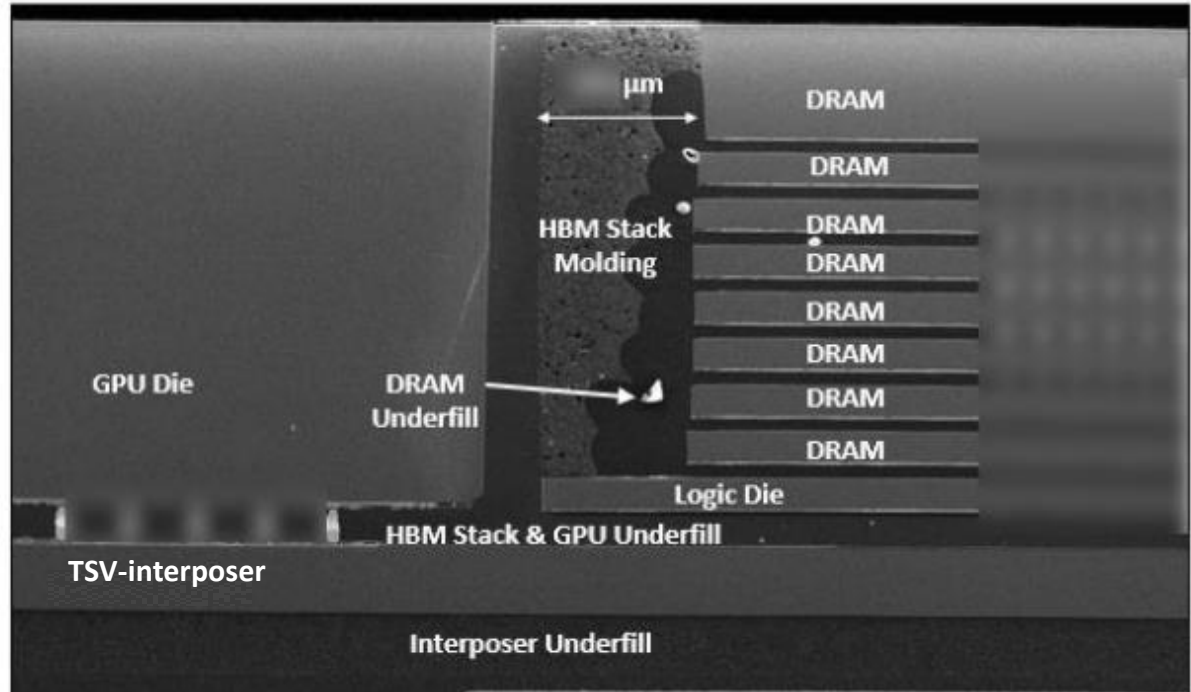 μm
DRAM
DRAM
DRAM
HBM Stack
Molding
DRAM
DRAM
DRAM
GPU Die
DRAM
Underfill
DRAM
DRAM
Logic Die
HBM Stack & GPU Underfill
TSV-interposer
Interposer Underfill